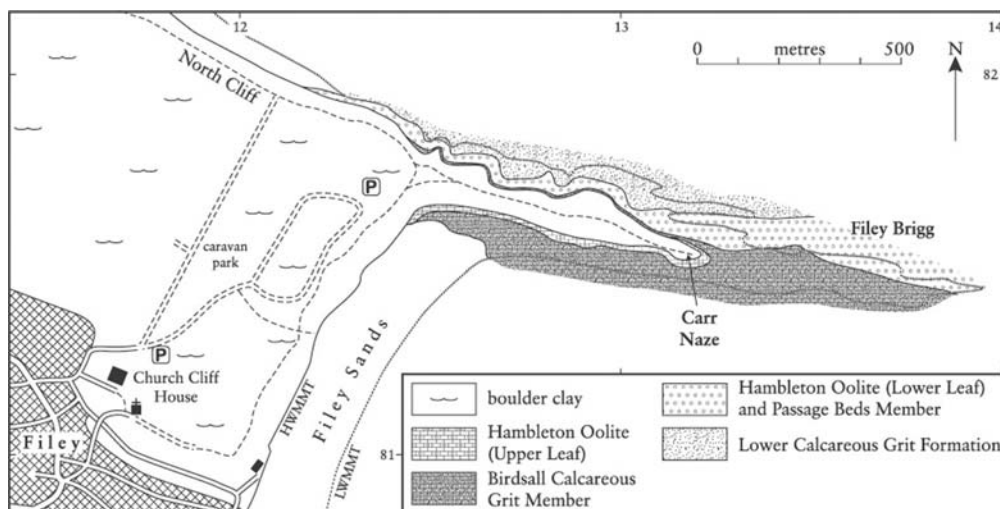 12
13
14
0 metres 500
N
82
North Cliff
P
caravan
park
Filey Brigg
Carr
Naze
P
Church Cliff
House
Filey
Filey Sands
HWMMT
LWMMT
81
boulder clay
Hambleton Oolite
(Upper Leaf)
Birdsall Calcareous
Grit Member
Hambleton Oolite (Lower Leaf)
and Passage Beds Member
Lower Calcareous Grit Formation